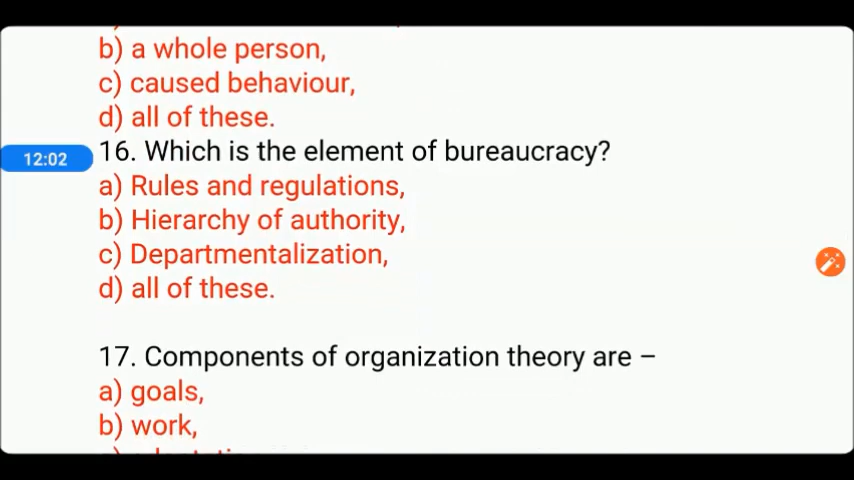 b) a whole person,
c) caused behaviour,
d) all of these.
12:02
16. Which is the element of bureaucracy?
a) Rules and regulations,
b) Hierarchy of authority,
c) Departmentalization,
d) all of these.
17. Components of organization theory are –
a) goals,
b) work,